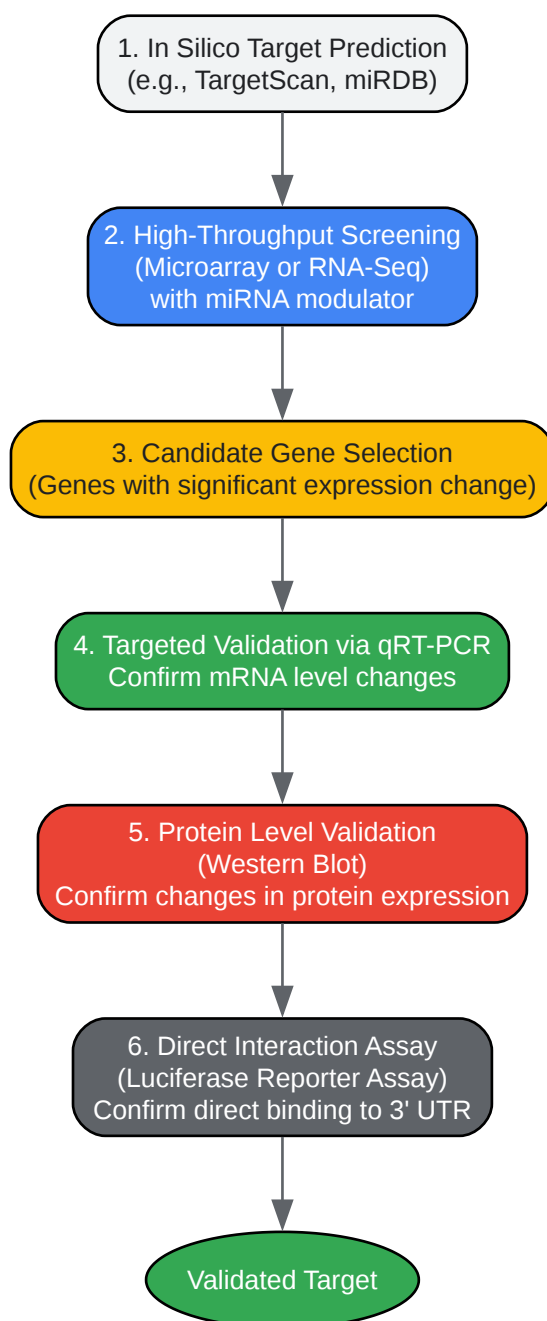 1. In Silico Target Prediction
(e.g., TargetScan, miRDB)
2. High-Throughput Screening
(Microarray or RNA-Seq)
with miRNA modulator
3. Candidate Gene Selection
(Genes with significant expression change)
4. Targeted Validation via qRT-PCR
Confirm mRNA level changes
5. Protein Level Validation
(Western Blot)
Confirm changes in protein expression
6. Direct Interaction Assay
(Luciferase Reporter Assay)
Confirm direct binding to 3' UTR
Validated Target